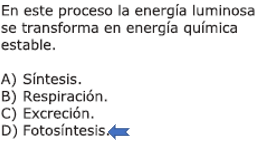 En este proceso la energía luminosa
se transforma en energía química
estable.
A) Síntesis.
B) Respiración.
C) Excreción.
D) Fotosíntesis.